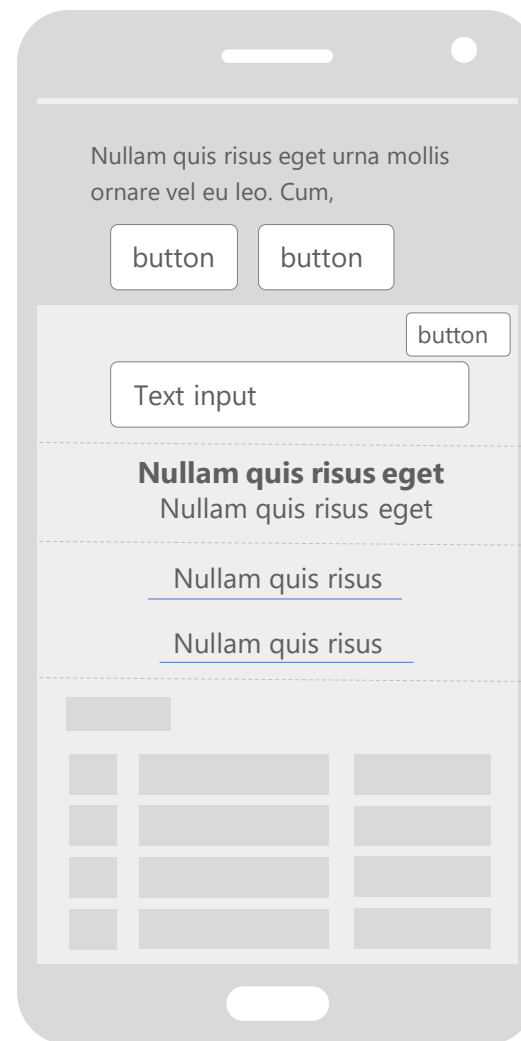 Nullam quis risus eget urna mollis
ornare vel eu leo. Cum,
button button
button
Text input
Nullam quis risus eget
Nullam quis risus eget
Nullam quis risus
Nullam quis risus